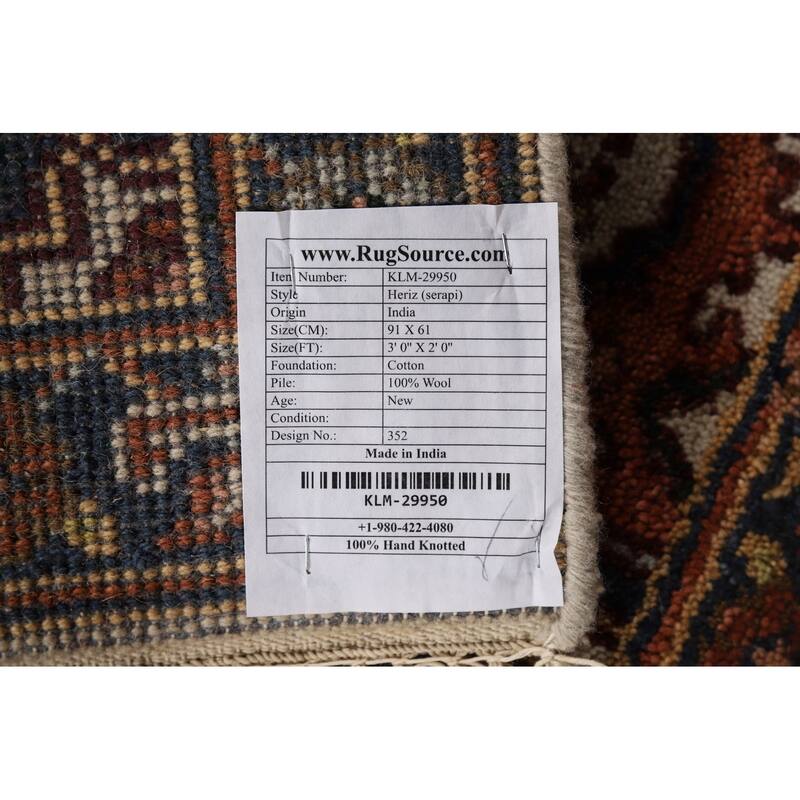 www.RugSource.com
Item Number: KLM-29950
Style Heriz (serapi)
Origin India
Size(CM): 91 X 61
Size(FT): 3' 0" X 2' 0"
Foundation: Cotton
Pile: 100% Wool
Age: New
Condition:
Design No.: 352
Made in India
KLM-29950
+1-980-422-4080
100% Hand Knotted